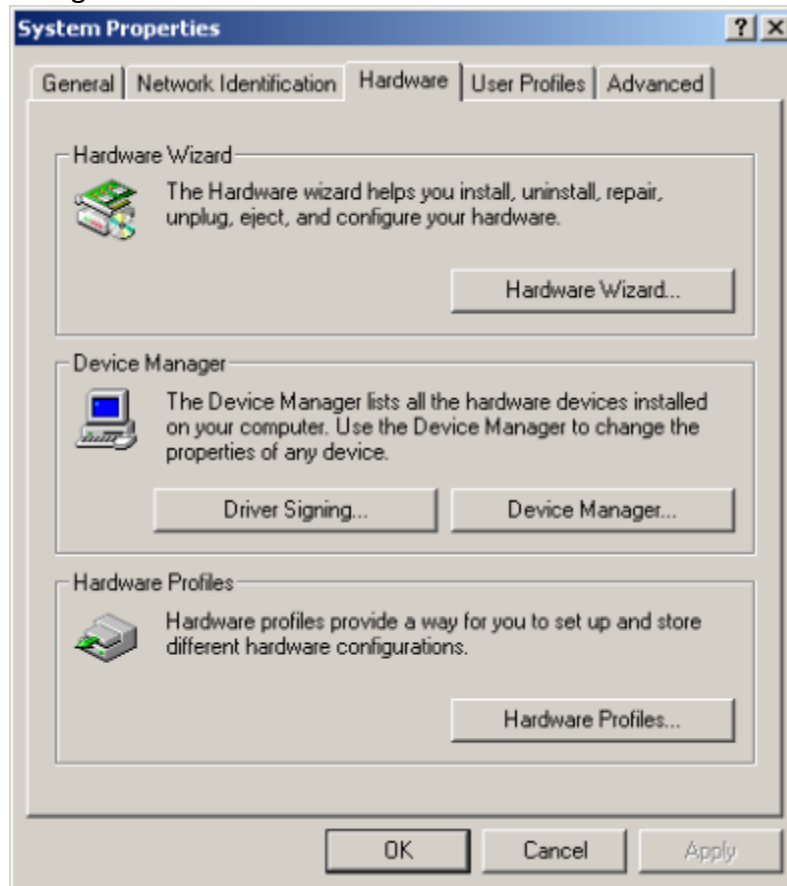 System Properties
?
General Network Identification Hardware User Profiles Advanced
Hardware Wizard
The Hardware wizard helps you install, uninstall, repair,
unplug, eject, and configure your hardware.
Hardware Wizard...
Device Manager
The Device Manager lists all the hardware devices installed
on your computer. Use the Device Manager to change the
properties of any device.
Driver Signing... Device Manager...
Hardware Profiles
Hardware profiles provide a way for you to set up and store
different hardware configurations.
Hardware Profiles...
OK Cancel Apply